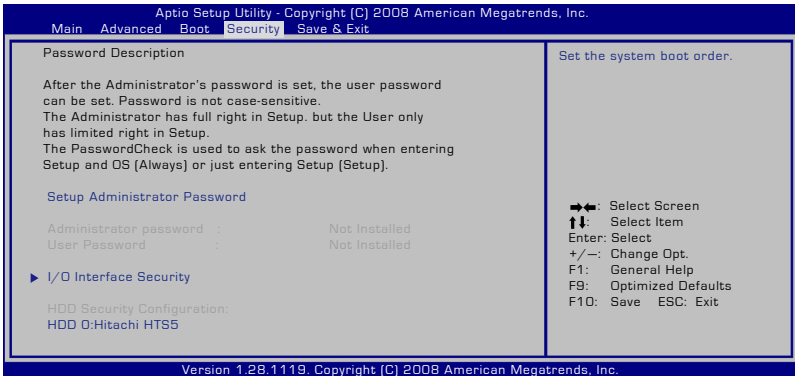 Aptio Setup Utility - Copyright (C) 2008 American Megatrends, Inc.
Main Advanced Boot Security Save & Exit
Password Description
After the Administrator's password is set, the user password
can be set. Password is not case-sensitive.
The Administrator has full right in Setup. but the User only
has limited right in Setup.
The PasswordCheck is used to ask the password when entering
Setup and OS (Always) or just entering Setup (Setup).
Setup Administrator Password
Administrator password : Not Installed
User Password : Not Installed
I/O Interface Security
HDD Security Configuration:
HDD 0:Hitachi HTS5
Set the system boot order.
: Select Screen
: Select Item
Enter: Select
+/—: Change Opt.
F1: General Help
F9: Optimized Defaults
F10: Save ESC: Exit
Version 1.28.1119. Copyright (C) 2008 American Megatrends, Inc.